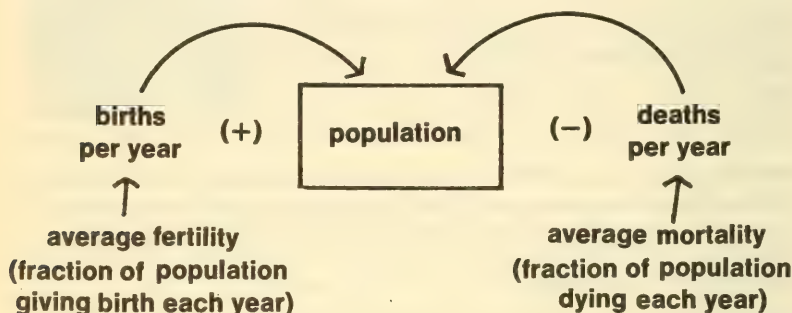 births
per year
(+)
population
(–)
deaths
per year
average fertility
(fraction of population
giving birth each year)
average mortality
(fraction of population
dying each year)